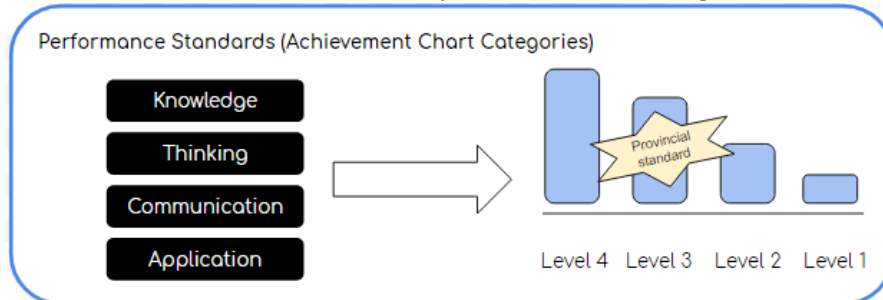 Performance Standards (Achievement Chart Categories)
Knowledge
Thinking
Communication
Application
Provincial
standard
Level 4 Level 3 Level 2 Level 1